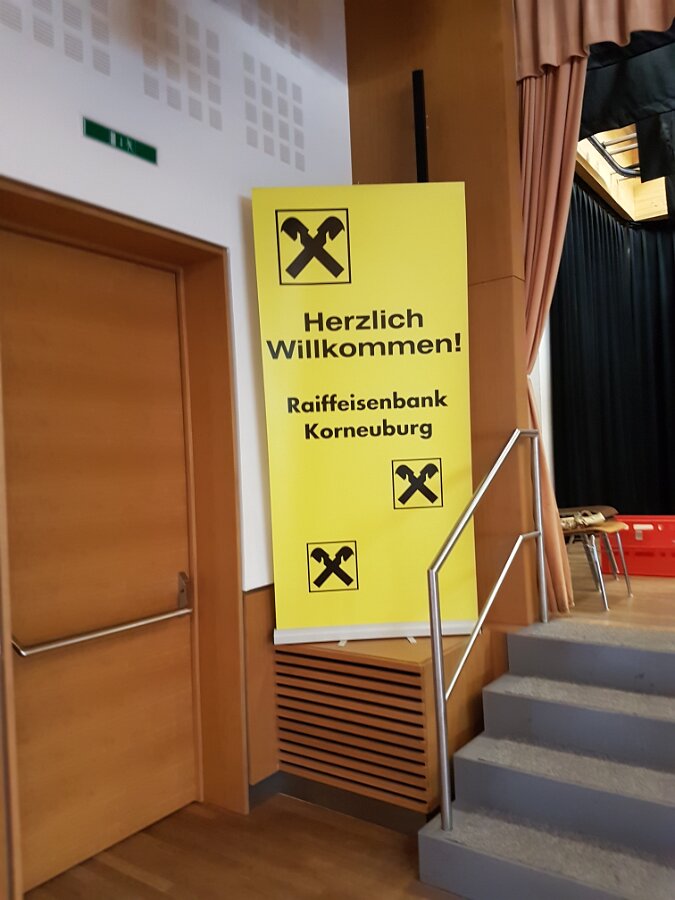 Herzlich
Willkommen!
Raiffeisenbank
Korneuburg